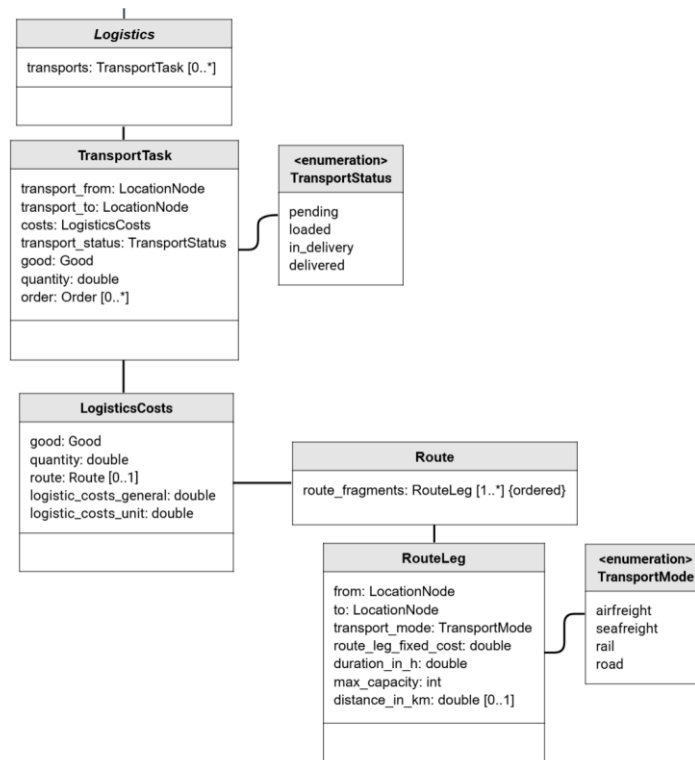 Logistics
transports: TransportTask [0..*]
TransportTask
transport_from: LocationNode
transport_to: LocationNode
costs: LogisticsCosts
transport_status: TransportStatus
good: Good
quantity: double
order: Order [0..*]
<enumeration>
TransportStatus
pending
loaded
in_delivery
delivered
LogisticsCosts
good: Good
quantity: double
route: Route [0..1]
logistic_costs_general: double
logistic_costs_unit: double
Route
route_fragments: RouteLeg [1..*] {ordered}
RouteLeg
from: LocationNode
to: LocationNode
transport_mode: TransportMode
route_leg_fixed_cost: double
duration_in_h: double
max_capacity: int
distance_in_km: double [0..1]
<enumeration>
TransportMode
airfreight
seafreight
rail
road